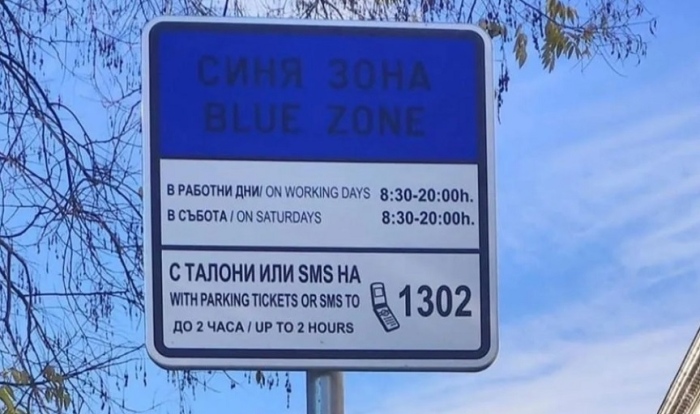 СИНЯ ЗОНА
BLUE ZONE
В РАБОТНИ ДНИ/ ON WORKING DAYS 8:30-20:00h.
В СЪБОТА / ON SATURDAYS 8:30-20:00h.
С ТАЛОНИ ИЛИ SMS НА
WITH PARKING TICKETS OR SMS TO 1302
ДО 2 ЧАСА / UP TO 2 HOURS